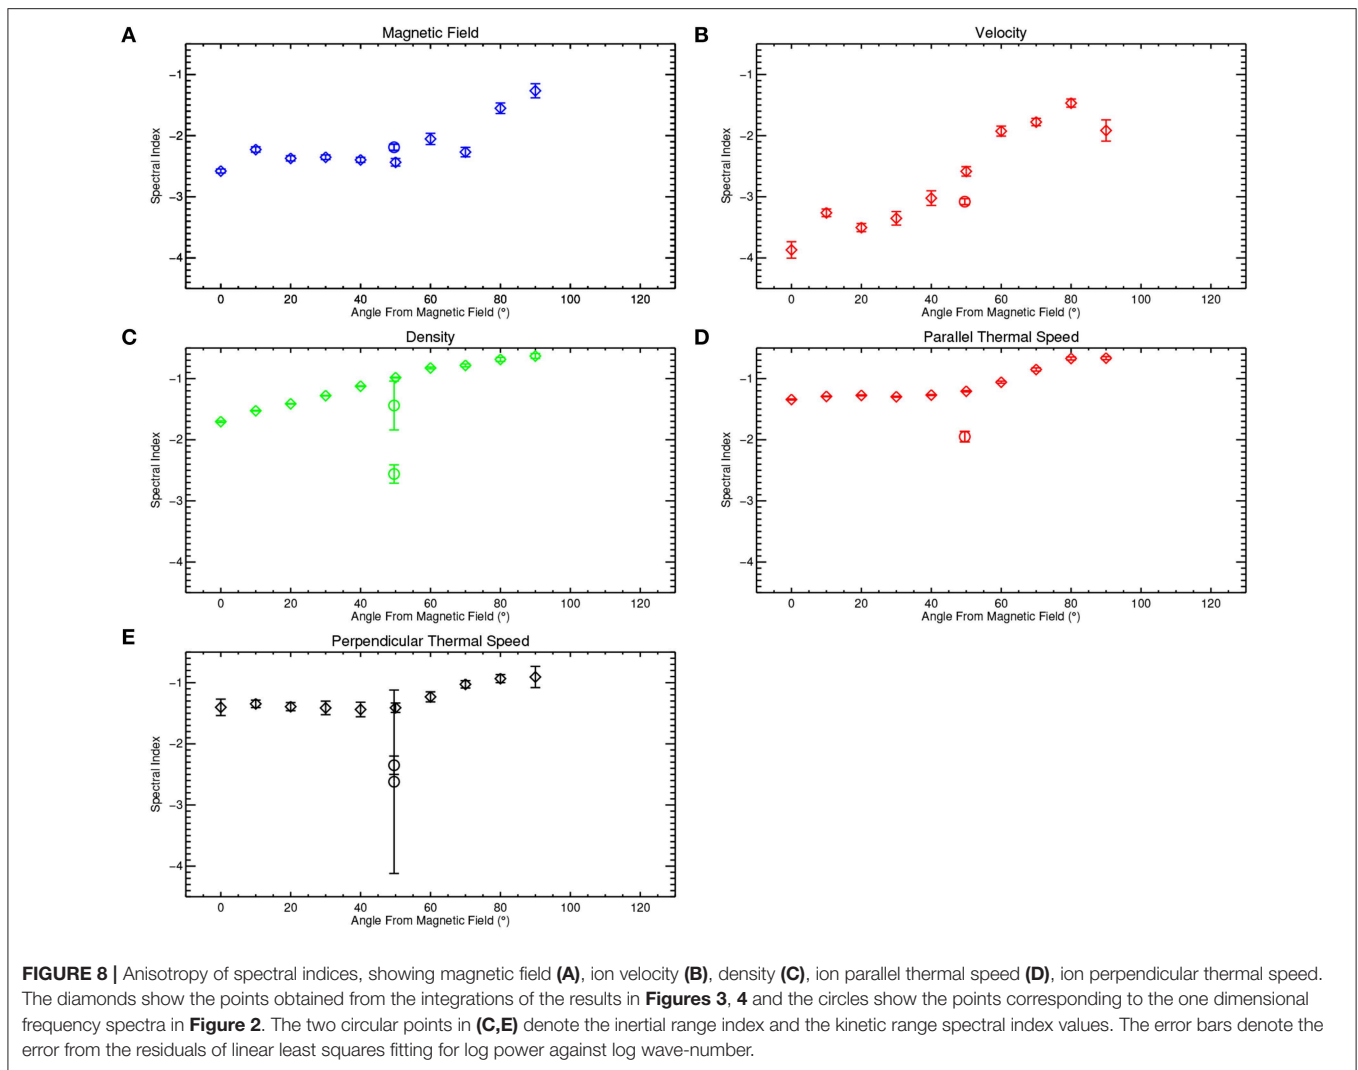 A
Magnetic Field
−1
−2
−3
−4
Spectral Index
0 20 40 60 80 100 120
Angle From Magnetic Field (°)
B
Velocity
−1
−2
−3
−4
Spectral Index
0 20 40 60 80 100 120
Angle From Magnetic Field (°)
C
Density
−1
−2
−3
−4
Spectral Index
0 20 40 60 80 100 120
Angle From Magnetic Field (°)
D
Parallel Thermal Speed
−1
−2
−3
−4
Spectral Index
0 20 40 60 80 100 120
Angle From Magnetic Field (°)
E
Perpendicular Thermal Speed
−1
−2
−3
−4
Spectral Index
0 20 40 60 80 100 120
Angle From Magnetic Field (°)
FIGURE 8 | Anisotropy of spectral indices, showing magnetic field (A), ion velocity (B), density (C), ion parallel thermal speed (D), ion perpendicular thermal speed.
The diamonds show the points obtained from the integrations of the results in Figures 3, 4 and the circles show the points corresponding to the one dimensional
frequency spectra in Figure 2. The two circular points in (C,E) denote the inertial range index and the kinetic range spectral index values. The error bars denote the
error from the residuals of linear least squares fitting for log power against log wave-number.